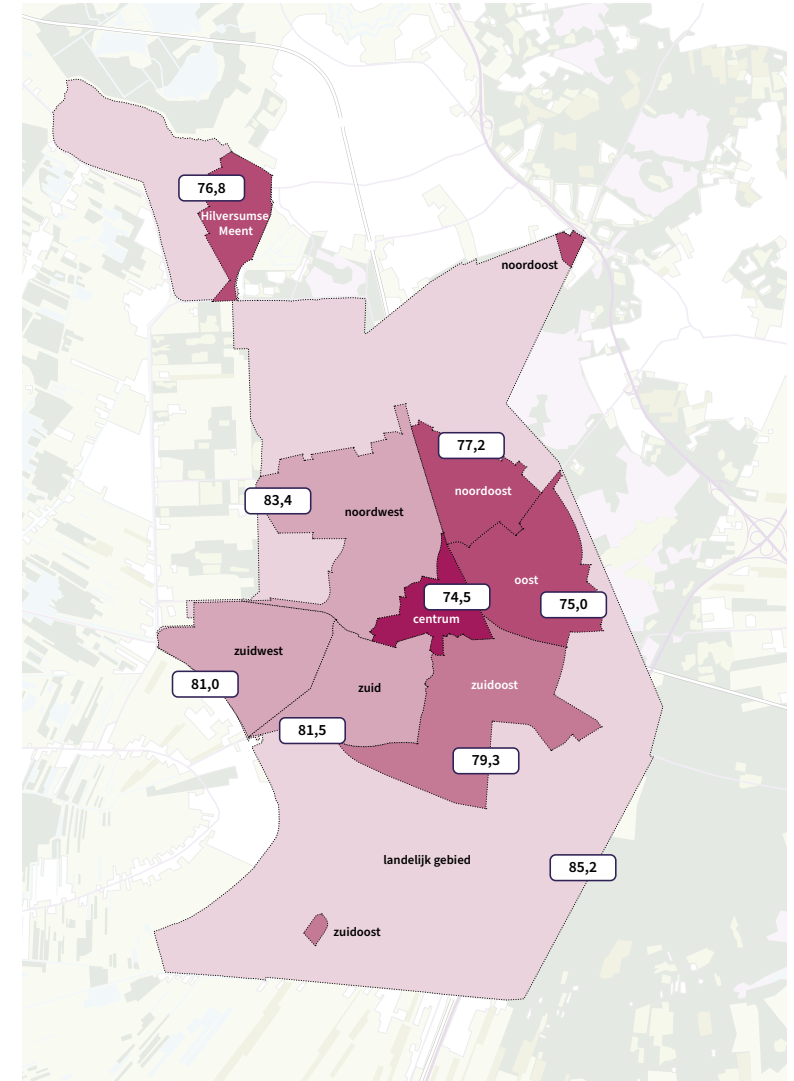 76,8
Hilversumse
Meent
noordoost
77,2
noordoost
83,4
noordwest
oost
74,5
75,0
centrum
zuidwest
81,0
zuid
zuidoost
81,5
79,3
landelijk gebied
85,2
zuidoost